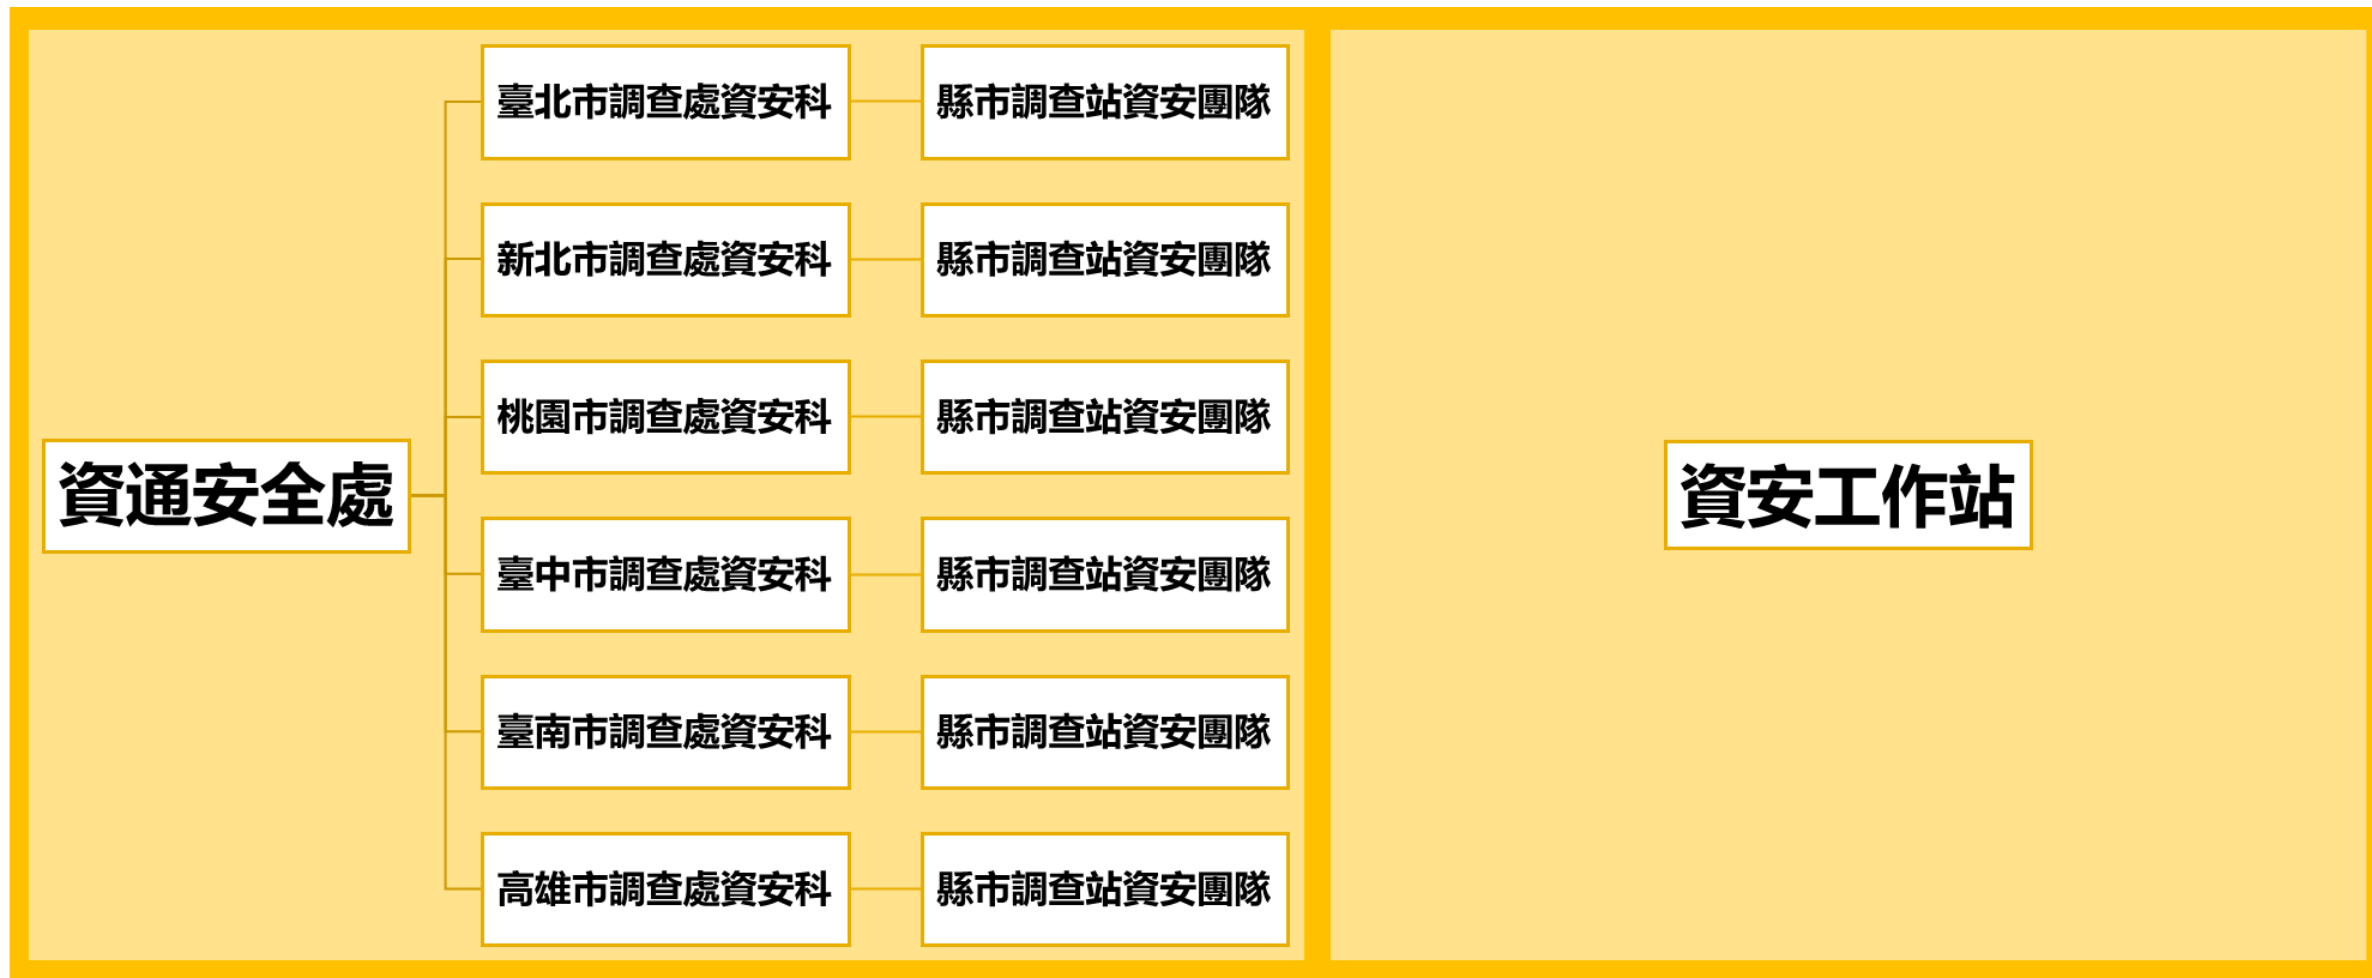 資通安全處
臺北市調查處資安科
縣市調查站資安團隊
新北市調查處資安科
縣市調查站資安團隊
桃園市調查處資安科
縣市調查站資安團隊
臺中市調查處資安科
縣市調查站資安團隊
臺南市調查處資安科
縣市調查站資安團隊
高雄市調查處資安科
縣市調查站資安團隊
資安工作站